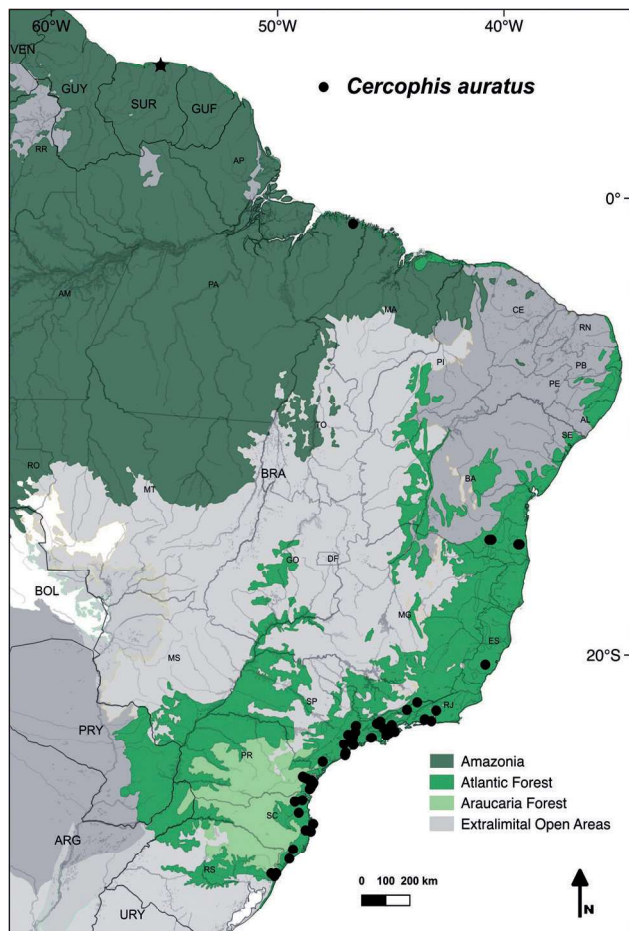 60°W 50°W 40°W
VEN
GUY
SUR
GUF
Cercophis auratus
RR
AP
0°
AM
PA
MA
CE
RN
PI
PB
PE
AL
TO
SE
RO
MT
BRA
BA
BOL
GO
DF
MG
MS
ES
20°S
SP
RJ
PRY
PR
Amazonia
Atlantic Forest
Araucaria Forest
Extralimital Open Areas
SC
ARG
RS
0 100 200 km
URY
N